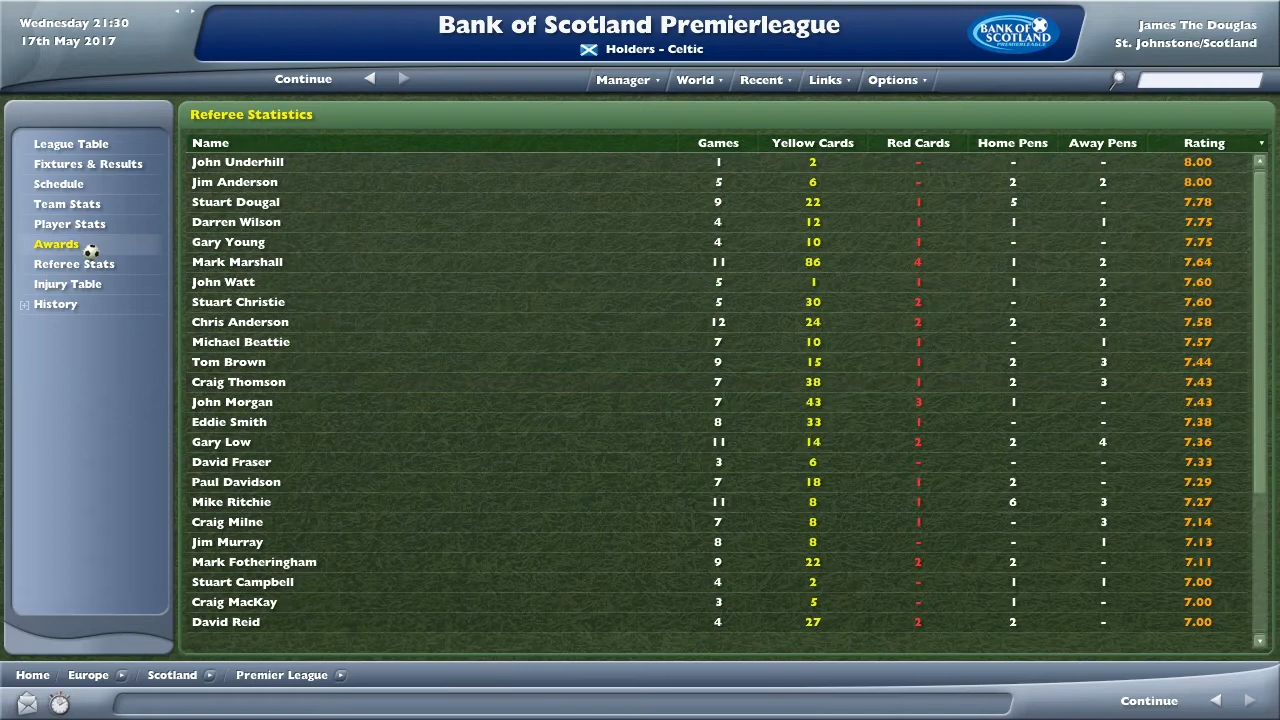 Wednesday 21:30
17th May 2017
Bank of Scotland Premierleague
Holders - Celtic
BANK OF SCOTLAND PREMIERLEAGUE
James The Douglas
St. Johnstone/Scotland
Continue
Manager World Recent Links Options
League Table
Fixtures & Results
Schedule
Team Stats
Player Stats
Awards
Referee Stats
Injury Table
History
Referee Statistics
Name Games Yellow Cards Red Cards Home Pens Away Pens Rating
John Underhill 1 2 - - - 8.00
Jim Anderson 5 6 - 2 2 8.00
Stuart Dougal 9 22 1 5 - 7.78
Darren Wilson 4 12 1 1 1 7.75
Gary Young 4 10 1 - - 7.75
Mark Marshall 11 86 4 1 2 7.64
John Watt 5 1 1 1 2 7.60
Stuart Christie 5 30 2 - 2 7.60
Chris Anderson 12 24 2 2 2 7.58
Michael Beattie 7 10 1 - 1 7.57
Tom Brown 9 15 1 2 3 7.44
Craig Thomson 7 38 1 2 3 7.43
John Morgan 7 43 3 1 - 7.43
Eddie Smith 8 33 1 - - 7.38
Gary Low 11 14 2 2 4 7.36
David Fraser 3 6 - - - 7.33
Paul Davidson 7 18 1 2 - 7.29
Mike Ritchie 11 8 1 6 3 7.27
Craig Milne 7 8 1 - 3 7.14
Jim Murray 8 8 - - 1 7.13
Mark Fotheringham 9 22 2 2 - 7.11
Stuart Campbell 4 2 - 1 1 7.00
Craig MacKay 3 5 - 1 - 7.00
David Reid 4 27 2 2 - 7.00
Home Europe Scotland Premier League
Continue